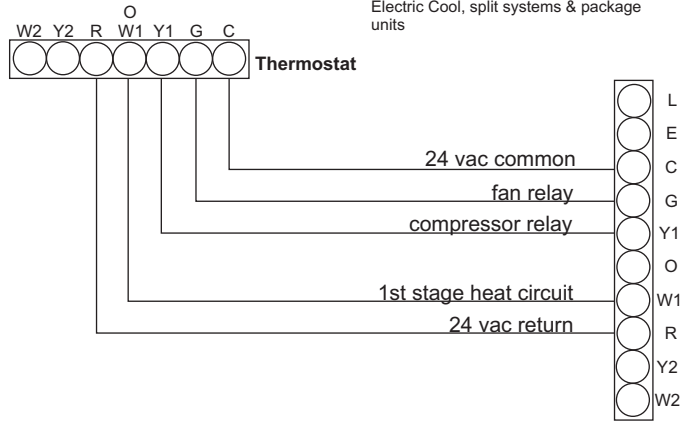 Electric Cool, split systems & package
units
O
W2 Y2 R W1 Y1 G C
Thermostat
L
E
24 vac common
C
fan relay
G
compressor relay
Y1
O
1st stage heat circuit
W1
24 vac return
R
Y2
W2